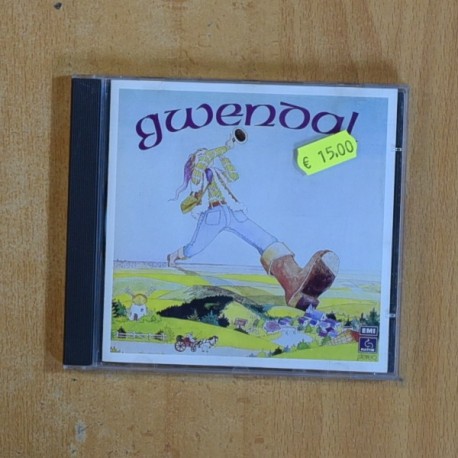 gwendal
€ 15,00
EMI